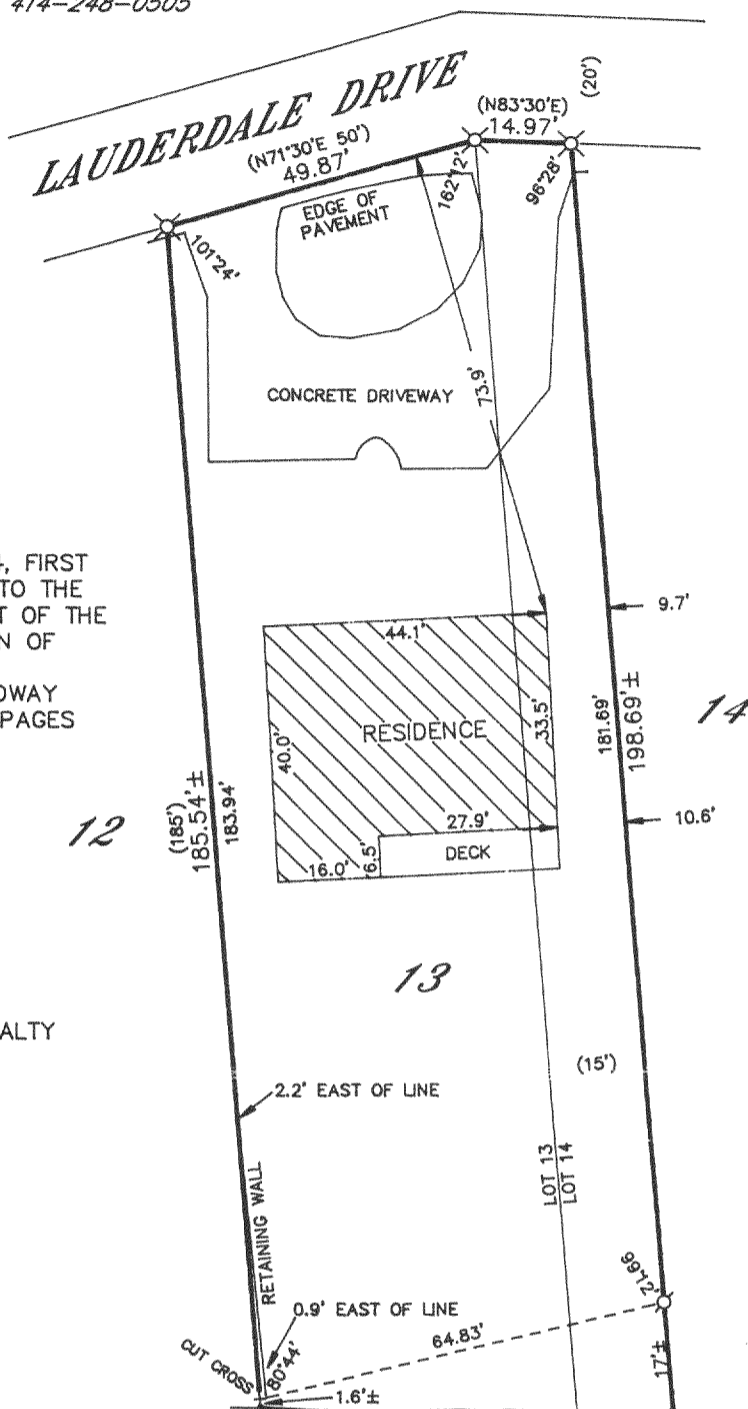 414-248-0505
LAUDERDALE DRIVE
(N71°30'E 50')
49.87'
(N83°30'E)
14.97'
(20')
162°12'
96°28'
101°24'
EDGE OF
PAVEMENT
CONCRETE DRIVEWAY
73.9'
4, FIRST
TO THE
T OF THE
N OF
DWAY
PAGES
9.7'
44.1'
RESIDENCE
33.5'
40.0'
181.69'
198.69'±
14
12
(185')
185.54'±
183.94'
27.9'
10.6'
DECK
16.0'
6.5'
13
ALTY
(15')
2.2' EAST OF LINE
LOT 13
LOT 14
RETAINING WALL
99°12'
0.9' EAST OF LINE
64.83'
CUT CROSS
80°44'
1.6'±
17'±